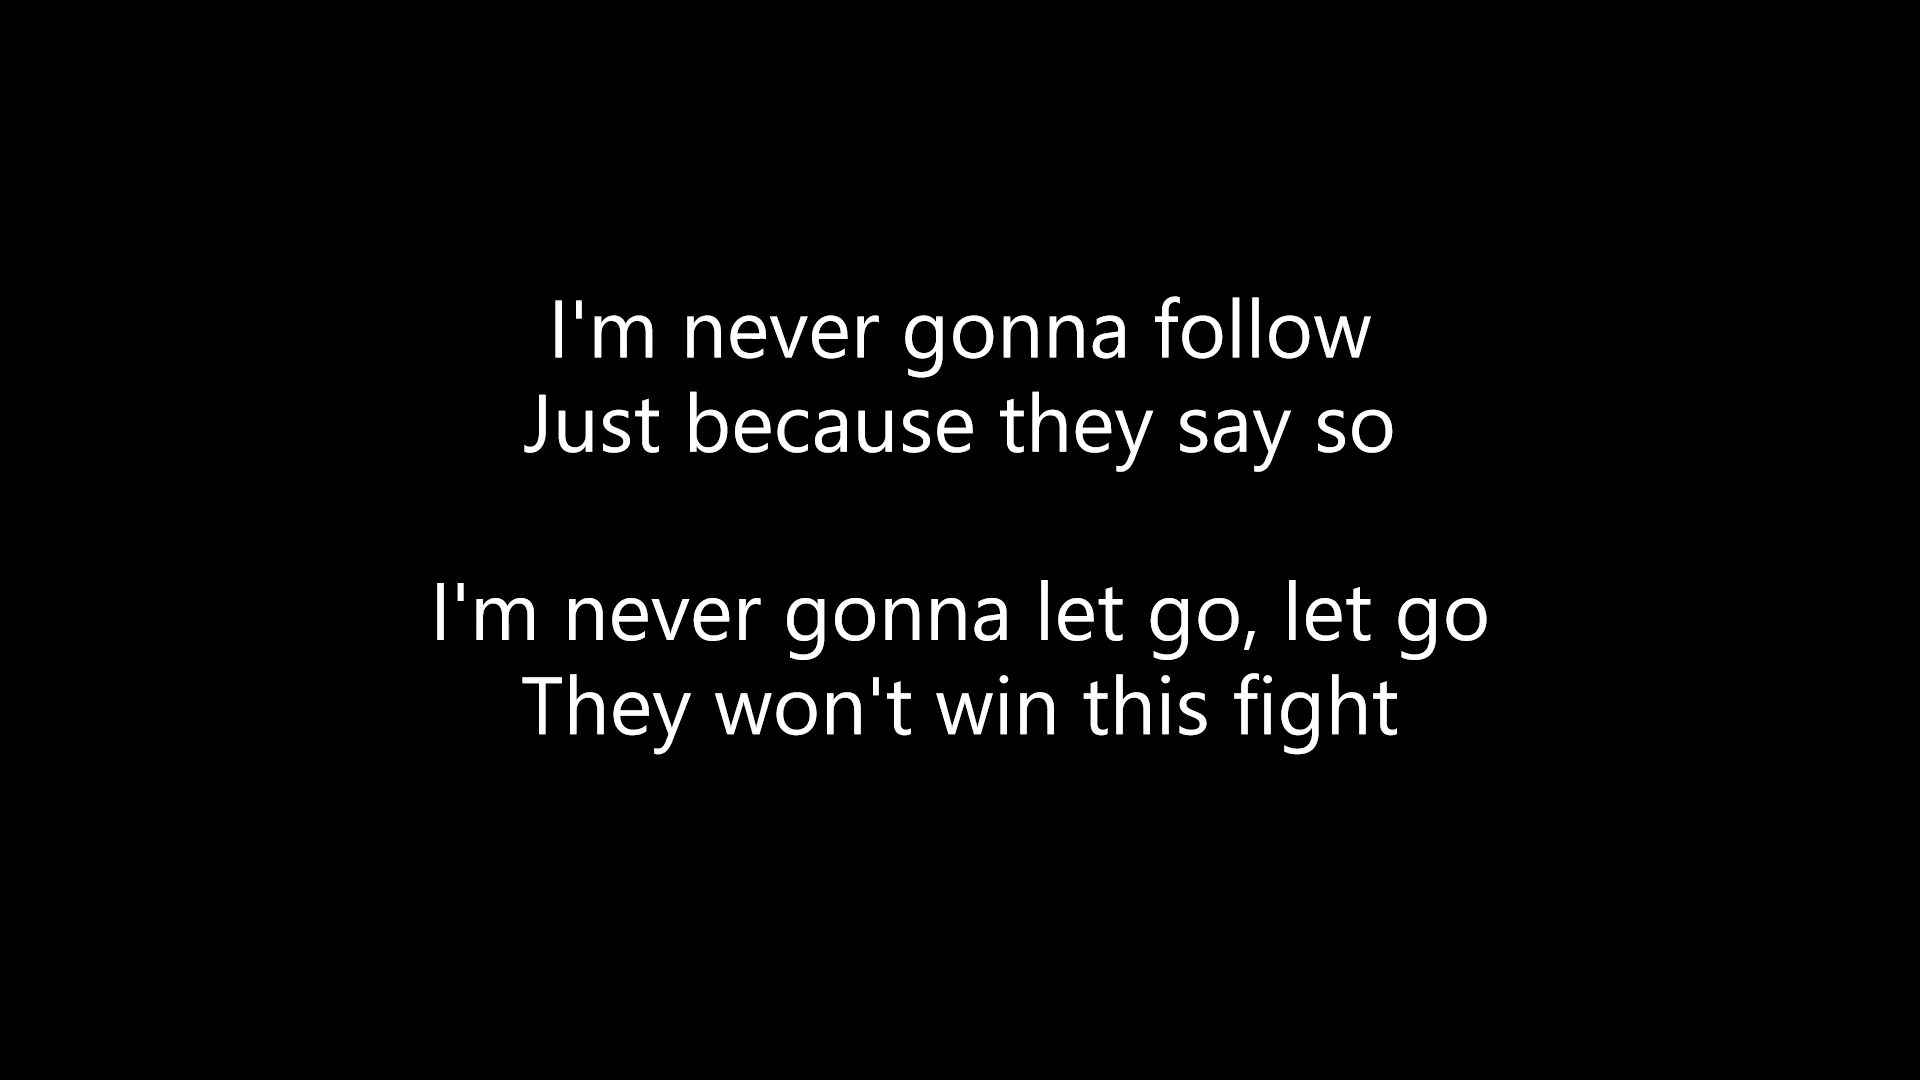 I'm never gonna follow
Just because they say so
I'm never gonna let go, let go
They won't win this fight